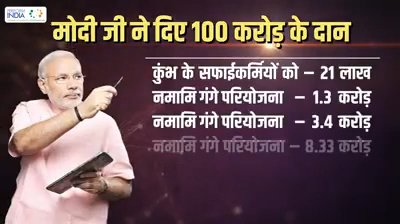 INDIA
मोदी जी ने दिए 100 करोड़ के दान
कुंभ के सफाईकर्मियों को – 21 लाख
नमामि गंगे परियोजना – 1.3 करोड़
नमामि गंगे परियोजना – 3.4 करोड़
नमामि गंगे परियोजना – 8.33 करोड़